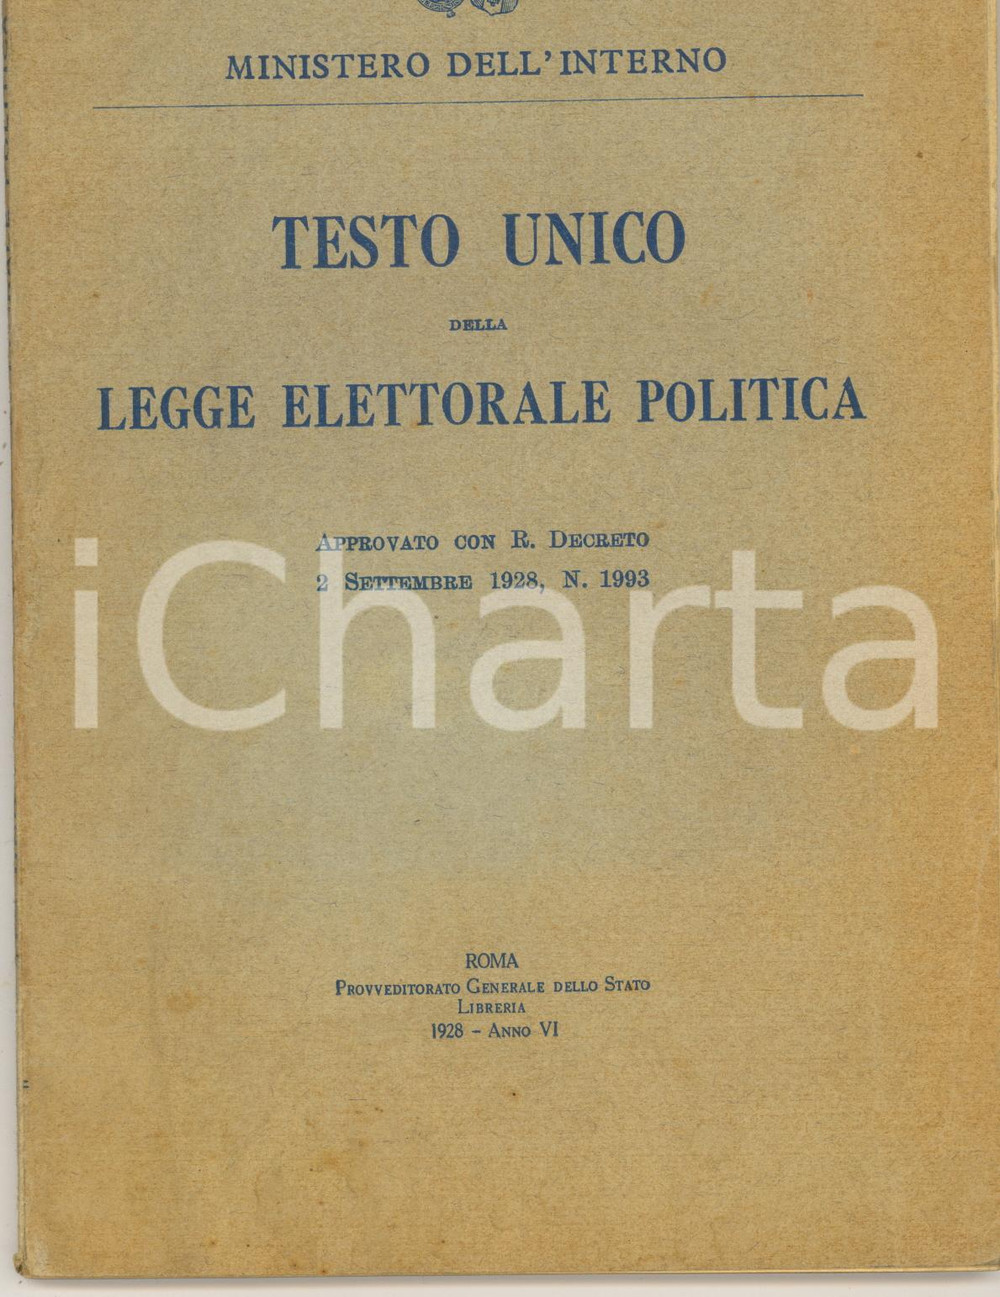 MINISTERO DELL'INTERNO
TESTO UNICO
DELLA
LEGGE ELETTORALE POLITICA
APPROVATO CON R. DECRETO
2 SETTEMBRE 1928, N. 1993
iCharta
ROMA
PROVVEDITORATO GENERALE DELLO STATO
LIBRERIA
1928 - ANNO VI